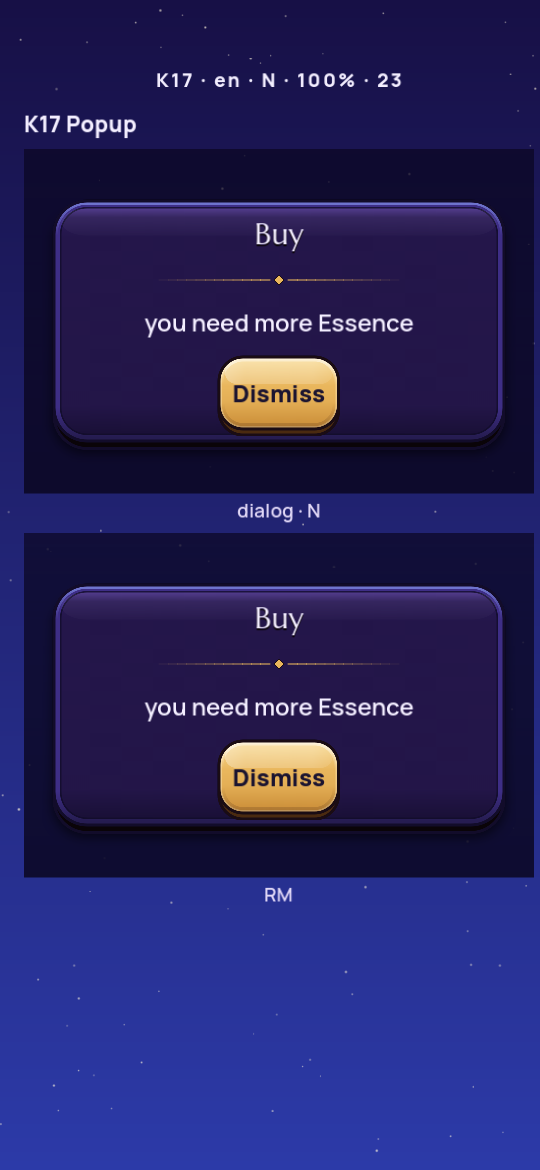 K17 · en · N · 100% · 23
K17 Popup
Buy
you need more Essence
Dismiss
dialog · N
Buy
you need more Essence
Dismiss
RM